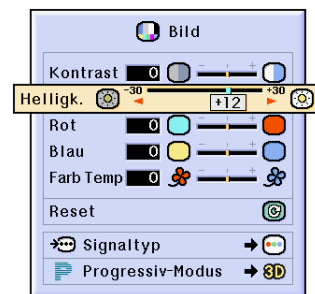 Bild
Kontrast 0 - +
Helligk. -30 +12 +30
Rot 0 - +
Blau 0 - +
Farb Temp 0 - +
Reset
Signaltyp
Progressiv-Modus 3D